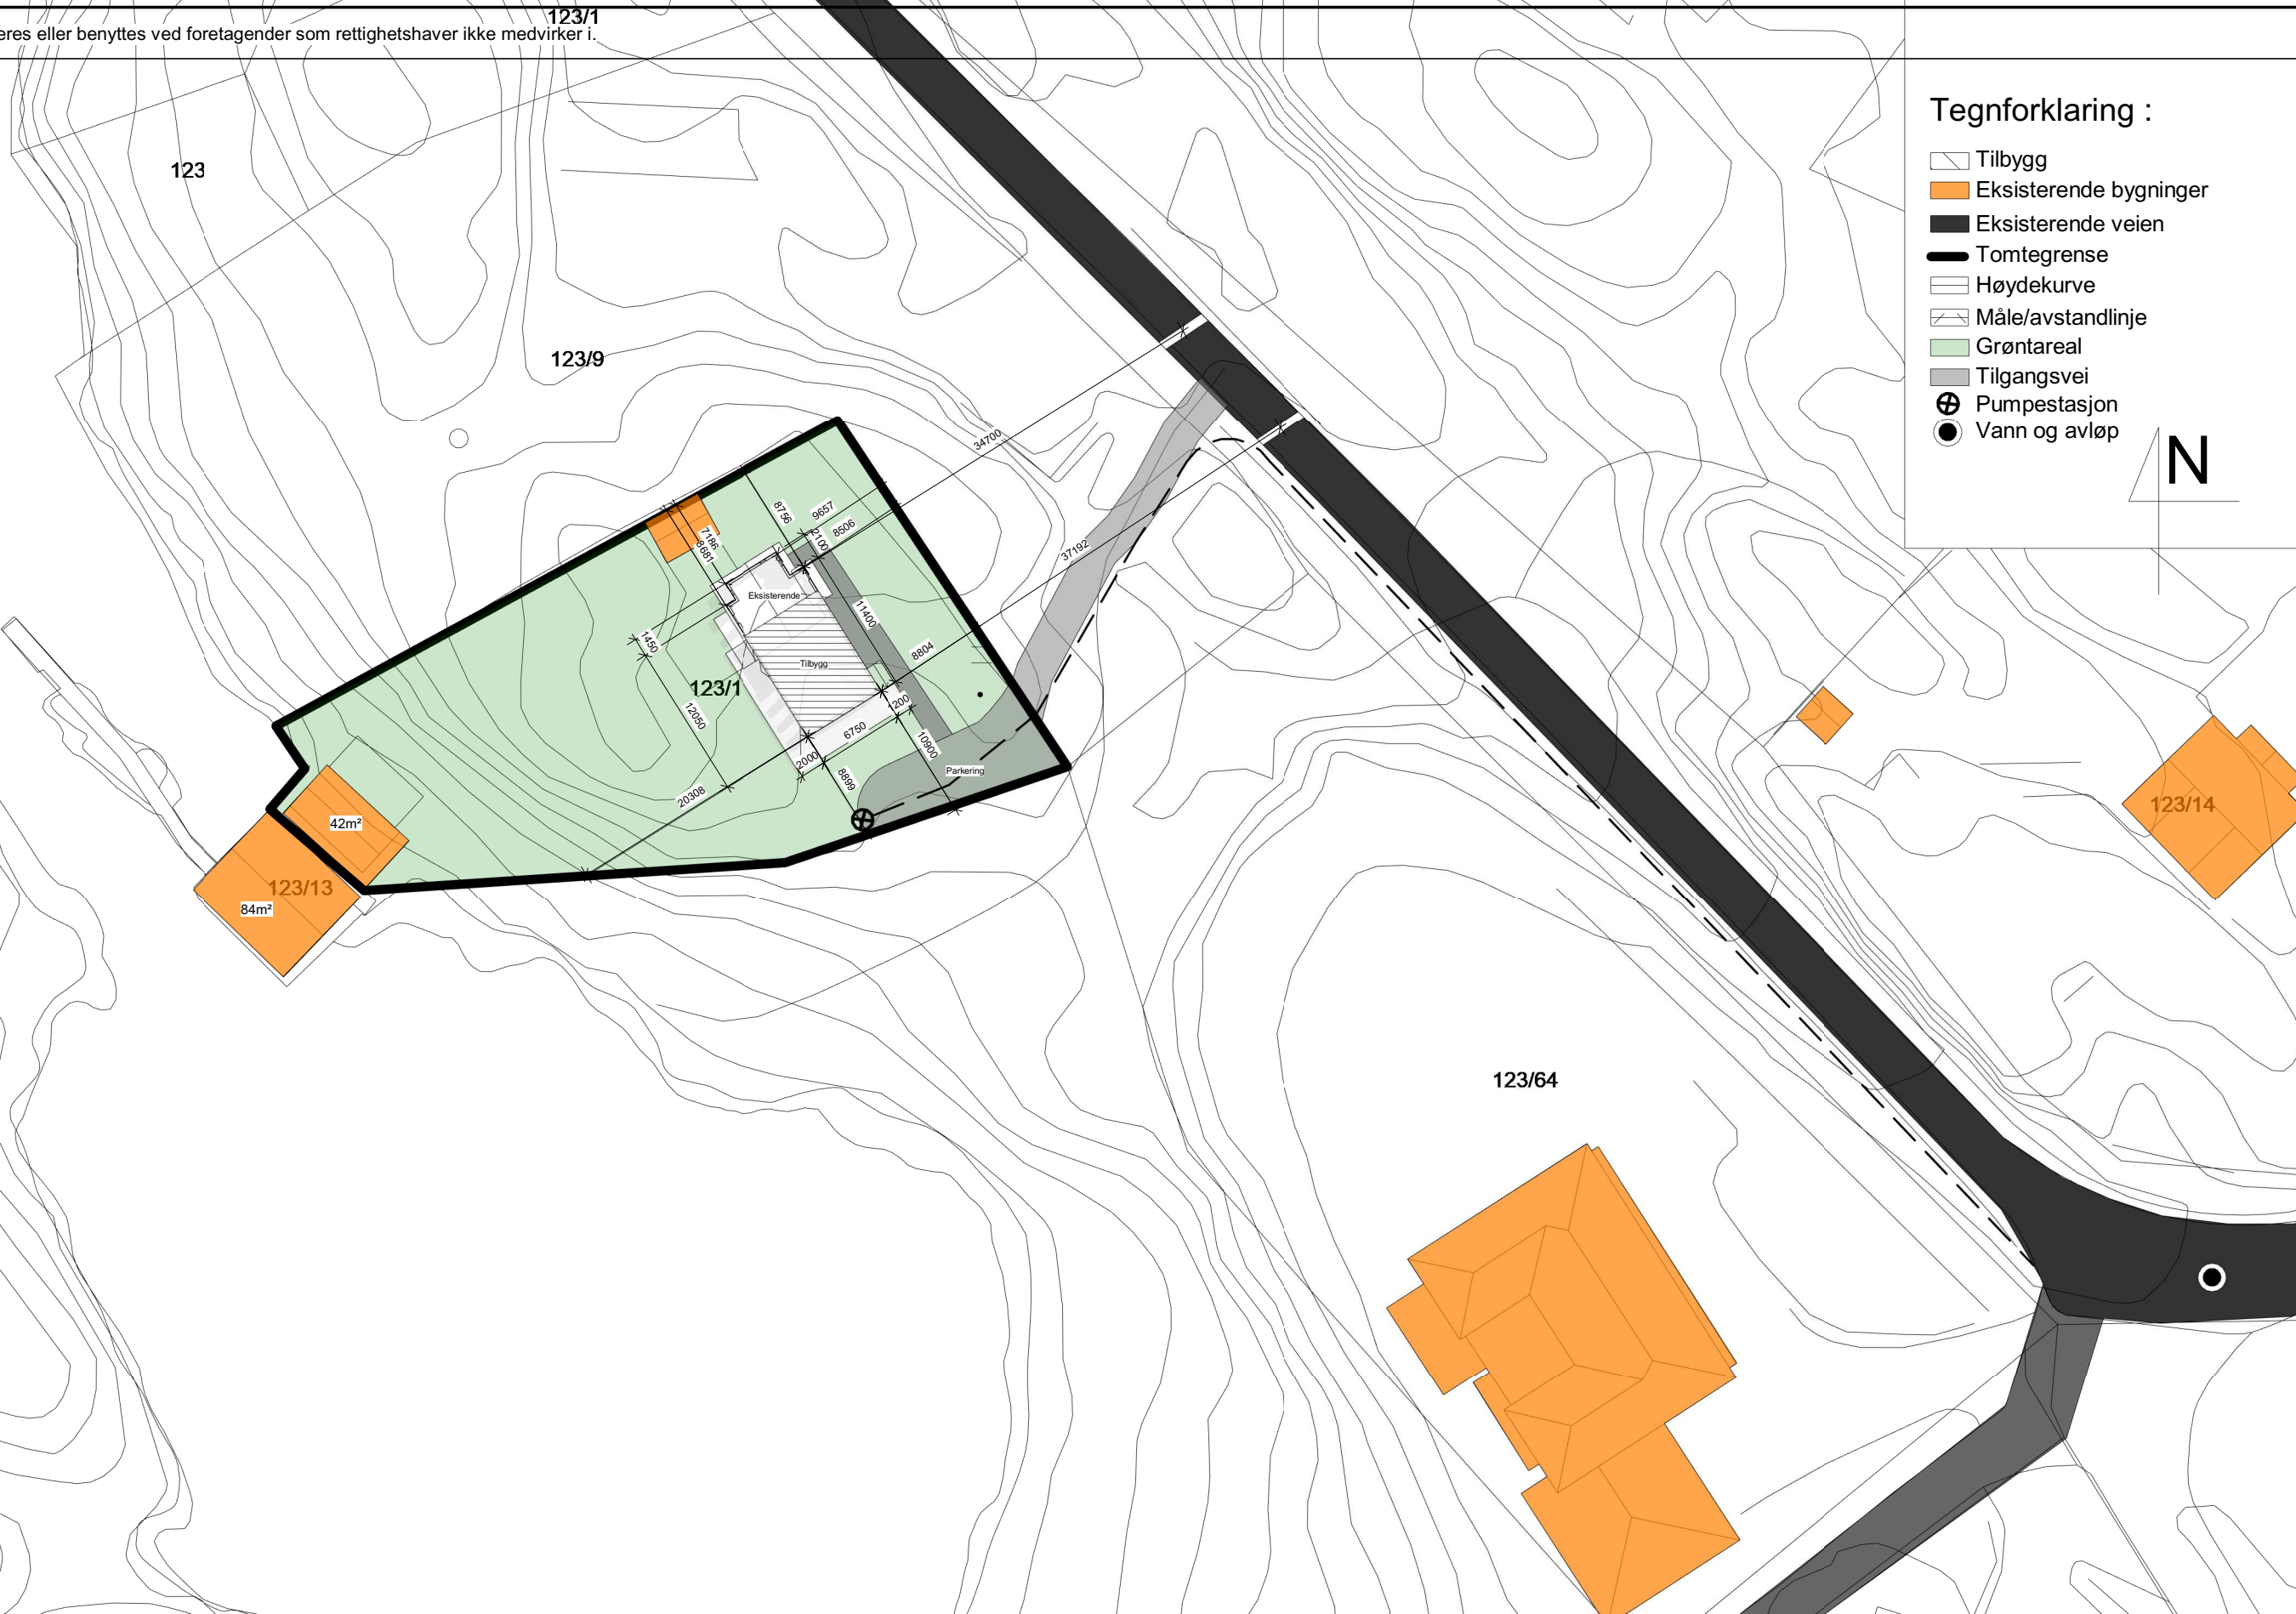 123/1
eres eller benyttes ved foretagender som rettighetshaver ikke medvirker i.
Tegnforklaring :
Tilbygg
Eksisterende bygninger
Eksisterende veien
Tomtegrense
Høydekurve
Måle/avstandlinje
Grøntareal
Tilgangsvei
Pumpestasjon
Vann og avløp
N
123
123/9
34700
8756
9657
2100
8506
7186
8681
37192
Eksisterende
11400
1450
8804
Tilbygg
123/1
12050
1200
6750
10900
2000
8899
Parkering
20308
42m²
123/13
84m²
123/14
123/64